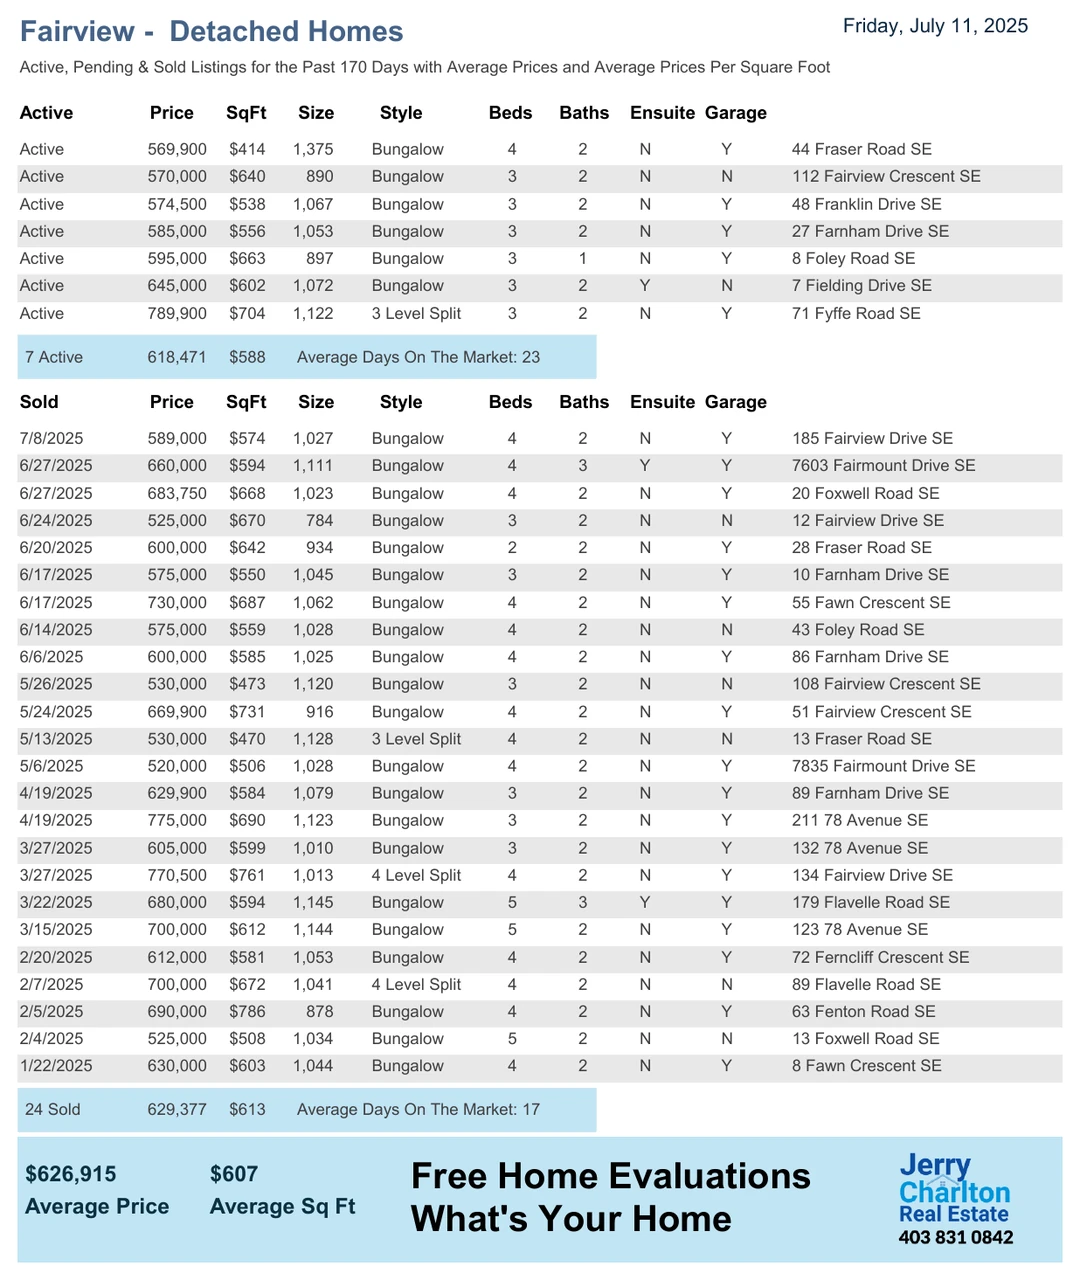 Fairview -  Detached Homes
Friday, July 11, 2025
Active, Pending & Sold Listings for the Past 170 Days with Average Prices and Average Prices Per Square Foot
Active Price SqFt Size Style Beds Baths Ensuite Garage
Active 569,900 $414 1,375 Bungalow 4 2 N Y 44 Fraser Road SE
Active 570,000 $640 890 Bungalow 3 2 N N 112 Fairview Crescent SE
Active 574,500 $538 1,067 Bungalow 3 2 N Y 48 Franklin Drive SE
Active 585,000 $556 1,053 Bungalow 3 2 N Y 27 Farnham Drive SE
Active 595,000 $663 897 Bungalow 3 1 N Y 8 Foley Road SE
Active 645,000 $602 1,072 Bungalow 3 2 Y N 7 Fielding Drive SE
Active 789,900 $704 1,122 3 Level Split 3 2 N Y 71 Fyffe Road SE
7 Active 618,471 $588 Average Days On The Market: 23
Sold Price SqFt Size Style Beds Baths Ensuite Garage
7/8/2025 589,000 $574 1,027 Bungalow 4 2 N Y 185 Fairview Drive SE
6/27/2025 660,000 $594 1,111 Bungalow 4 3 Y Y 7603 Fairmount Drive SE
6/27/2025 683,750 $668 1,023 Bungalow 4 2 N Y 20 Foxwell Road SE
6/24/2025 525,000 $670 784 Bungalow 3 2 N N 12 Fairview Drive SE
6/20/2025 600,000 $642 934 Bungalow 2 2 N Y 28 Fraser Road SE
6/17/2025 575,000 $550 1,045 Bungalow 3 2 N Y 10 Farnham Drive SE
6/17/2025 730,000 $687 1,062 Bungalow 4 2 N Y 55 Fawn Crescent SE
6/14/2025 575,000 $559 1,028 Bungalow 4 2 N N 43 Foley Road SE
6/6/2025 600,000 $585 1,025 Bungalow 4 2 N Y 86 Farnham Drive SE
5/26/2025 530,000 $473 1,120 Bungalow 3 2 N N 108 Fairview Crescent SE
5/24/2025 669,900 $731 916 Bungalow 4 2 N Y 51 Fairview Crescent SE
5/13/2025 530,000 $470 1,128 3 Level Split 4 2 N N 13 Fraser Road SE
5/6/2025 520,000 $506 1,028 Bungalow 4 2 N Y 7835 Fairmount Drive SE
4/19/2025 629,900 $584 1,079 Bungalow 3 2 N Y 89 Farnham Drive SE
4/19/2025 775,000 $690 1,123 Bungalow 3 2 N Y 211 78 Avenue SE
3/27/2025 605,000 $599 1,010 Bungalow 3 2 N Y 132 78 Avenue SE
3/27/2025 770,500 $761 1,013 4 Level Split 4 2 N Y 134 Fairview Drive SE
3/22/2025 680,000 $594 1,145 Bungalow 5 3 Y Y 179 Flavelle Road SE
3/15/2025 700,000 $612 1,144 Bungalow 5 2 N Y 123 78 Avenue SE
2/20/2025 612,000 $581 1,053 Bungalow 4 2 N Y 72 Ferncliff Crescent SE
2/7/2025 700,000 $672 1,041 4 Level Split 4 2 N N 89 Flavelle Road SE
2/5/2025 690,000 $786 878 Bungalow 4 2 N Y 63 Fenton Road SE
2/4/2025 525,000 $508 1,034 Bungalow 5 2 N N 13 Foxwell Road SE
1/22/2025 630,000 $603 1,044 Bungalow 4 2 N Y 8 Fawn Crescent SE
24 Sold 629,377 $613 Average Days On The Market: 17
$626,915 $607
Average Price Average Sq Ft
Free Home Evaluations
What's Your Home
Jerry
Charlton
Real Estate
403 831 0842